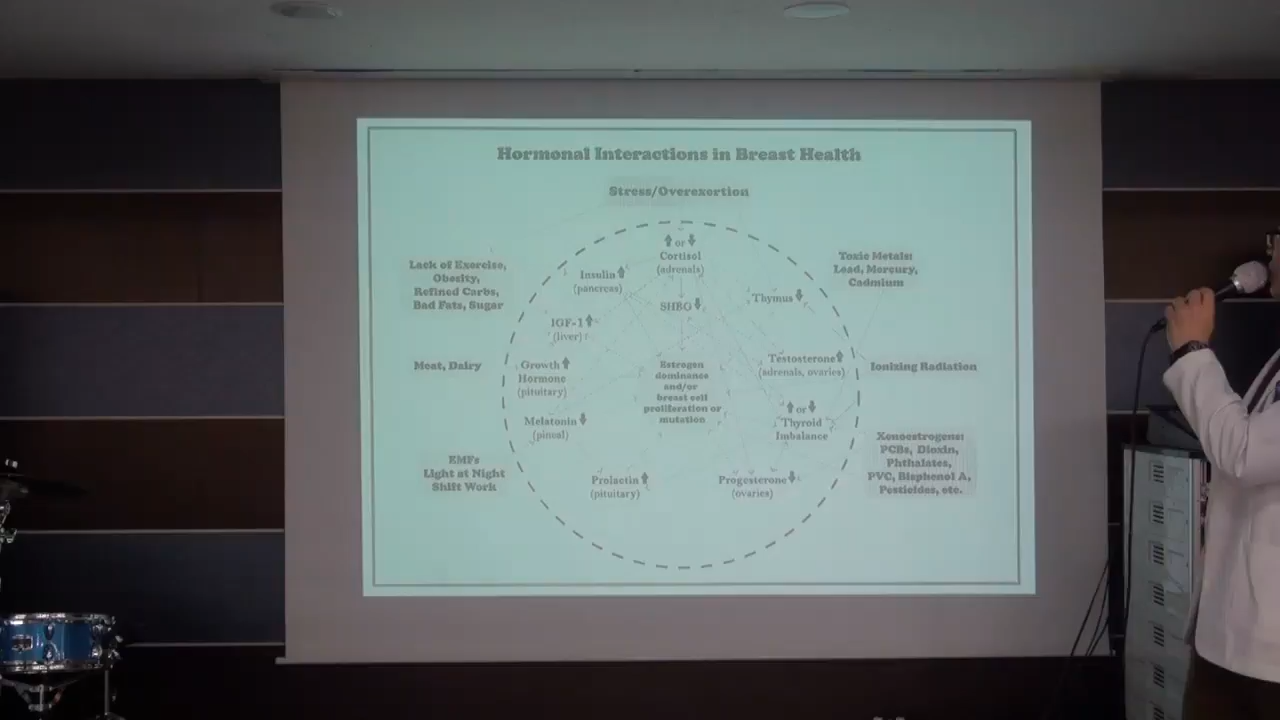 Hormonal Interactions in Breast Health
Stress/Overexertion
⬆ or ⬇
Cortisol
(adrenals)
Insulin ⬆
(pancreas)
SHBG ⬇
Thymus ⬇
IGF-1 ⬆
(liver)
Growth ⬆
Hormone
(pituitary)
Estrogen
dominance
and/or
breast cell
proliferation or
mutation
Testosterone ⬆
(adrenals, ovaries)
Melatonin ⬇
(pineal)
⬆ or ⬇
Thyroid
Imbalance
Prolactin ⬆
(pituitary)
Progesterone ⬇
(ovaries)
Lack of Exercise,
Obesity,
Refined Carbs,
Bad Fats, Sugar
Meat, Dairy
EMFs
Light at Night
Shift Work
Toxic Metals:
Lead, Mercury,
Cadmium
Ionizing Radiation
Xenoestrogens:
PCBs, Dioxin,
Phthalates,
PVC, Bisphenol A,
Pesticides, etc.